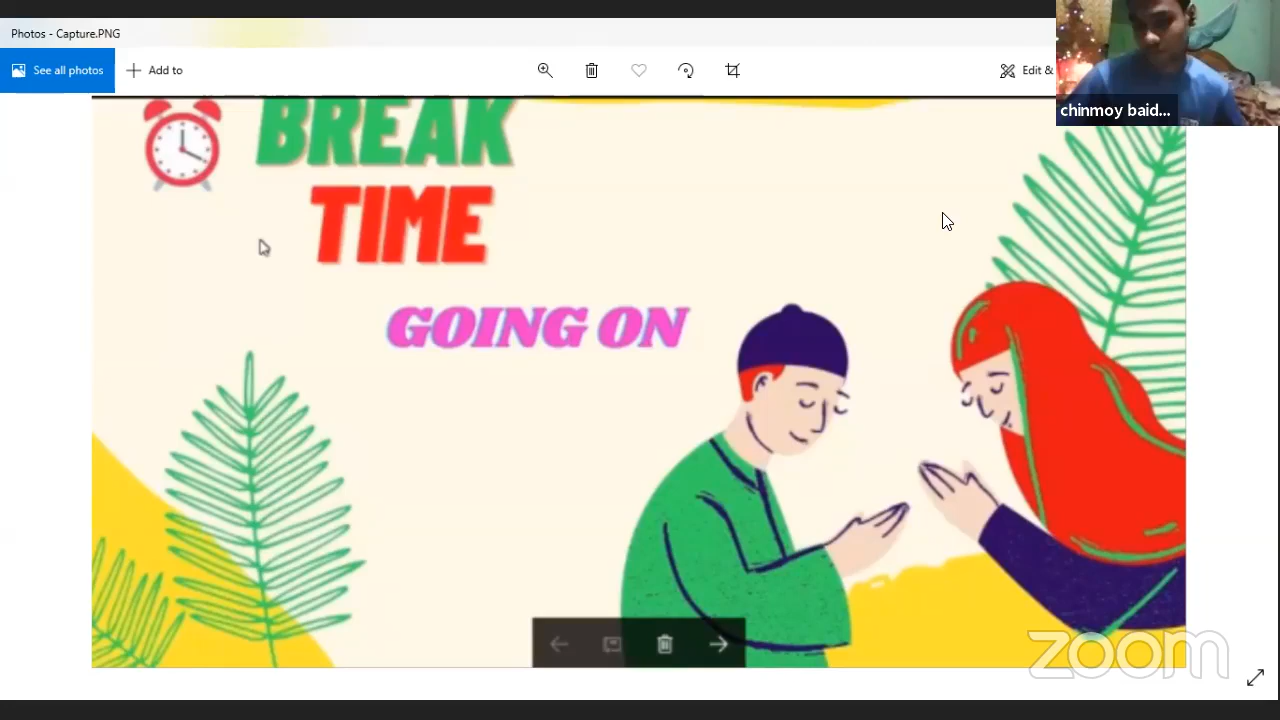 Photos - Capture.PNG
See all photos
Add to
Edit &
chinmoy baid...
BREAK
TIME
GOING ON
zoom